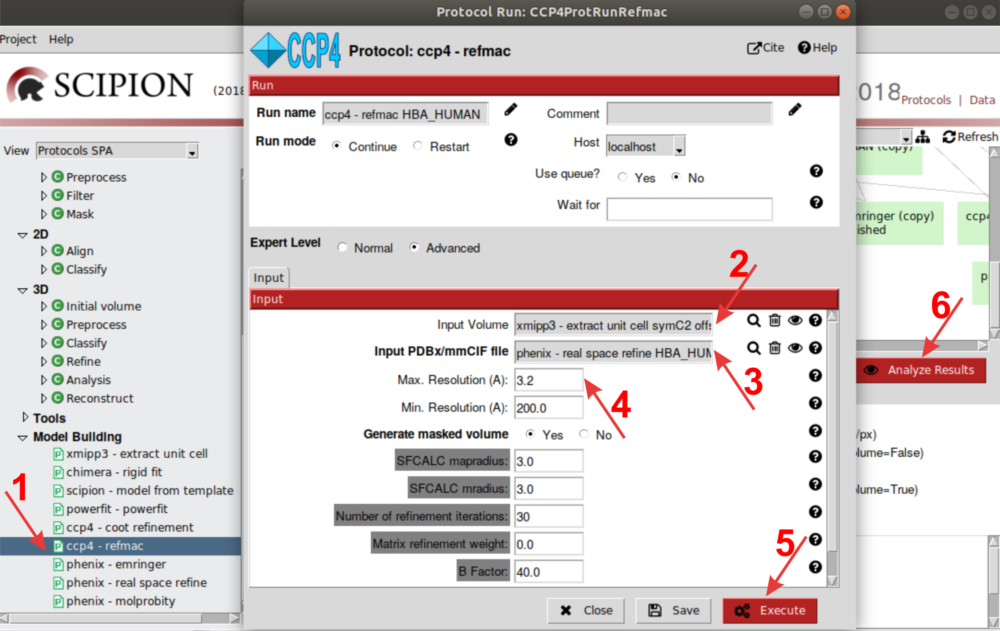 Protocol Run: CCP4ProtRunRefmac
Project Help
CCP4 Protocol: ccp4 - refmac
Cite Help
SCIPION (2018
018 Protocols | Data
Run
Run name ccp4 - refmac HBA_HUMAN Comment
Run mode Continue Restart Host localhost
Use queue? Yes No
Wait for
Expert Level Normal Advanced
View Protocols SPA
Preprocess
Filter
Mask
2D
Align
Classify
3D
Initial volume
Preprocess
Classify
Refine
Analysis
Reconstruct
Tools
Model Building
xmipp3 - extract unit cell
chimera - rigid fit
scipion - model from template
powerfit - powerfit
ccp4 - coot refinement
ccp4 - refmac
phenix - emringer
phenix - real space refine
phenix - molprobity
1
Input
Input
2
Input Volume xmipp3 - extract unit cell symC2 offs
Input PDBx/mmCIF file phenix - real space refine HBA_HUM
3
Max. Resolution (A): 3.2
4
Min. Resolution (A): 200.0
Generate masked volume Yes No
SFCALC mapradius: 3.0
SFCALC mradius: 3.0
Number of refinement iterations: 30
Matrix refinement weight: 0.0
B Factor: 40.0
5
Close Save Execute
Refresh
(copy)
mringer (copy) ccp4
ished
p
6
Analyze Results
/px)
lume=False)
lume=True)